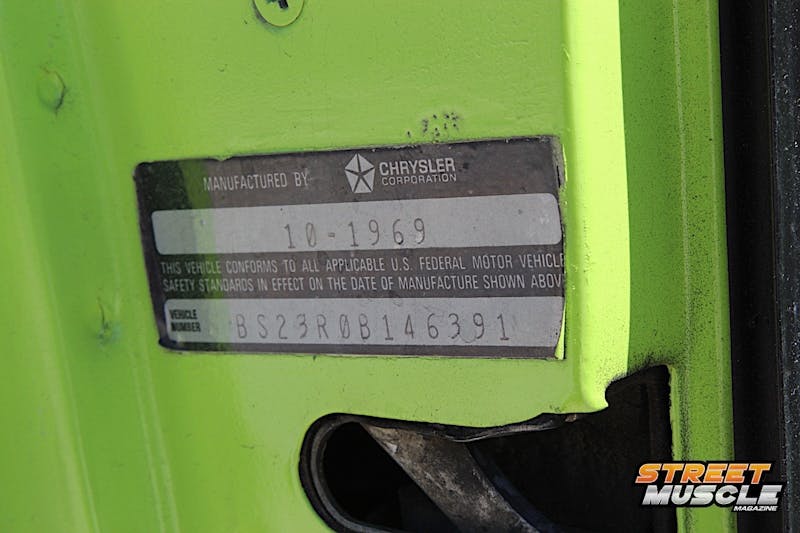 MANUFACTURED BY CHRYSLER
CORPORATION
10-1969
THIS VEHICLE CONFORMS TO ALL APPLICABLE U.S. FEDERAL MOTOR VEHICLE
SAFETY STANDARDS IN EFFECT ON THE DATE OF MANUFACTURE SHOWN ABOV
VEHICLE
NUMBER
BS23R0B146391
STREET
MUSCLE
MAGAZINE